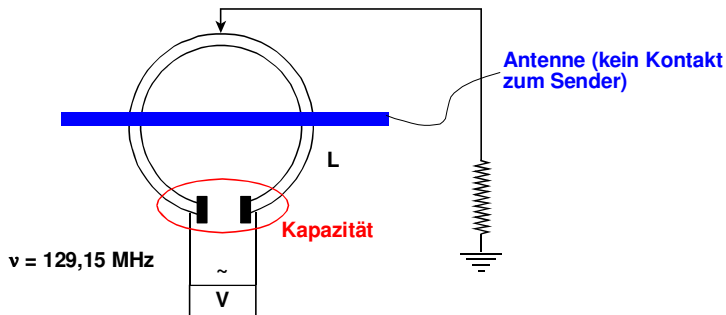 Antenne (kein Kontakt
zum Sender)
L
Kapazität
ν = 129,15 MHz
~
V